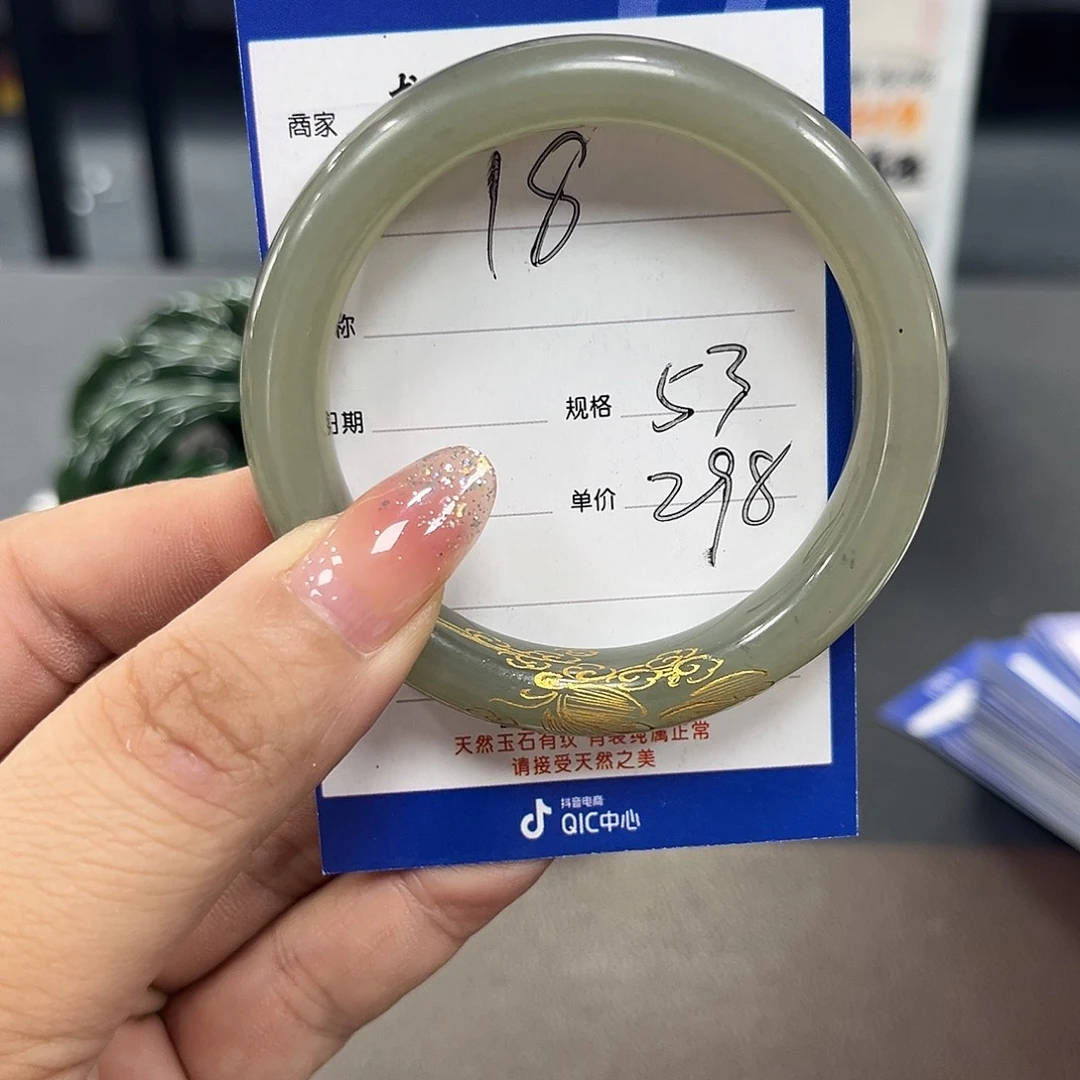 商家
18
称
日期
规格 53
单价 298
天然玉石有纹 有裂纯属正常
请接受天然之美
抖音电商
QIC中心